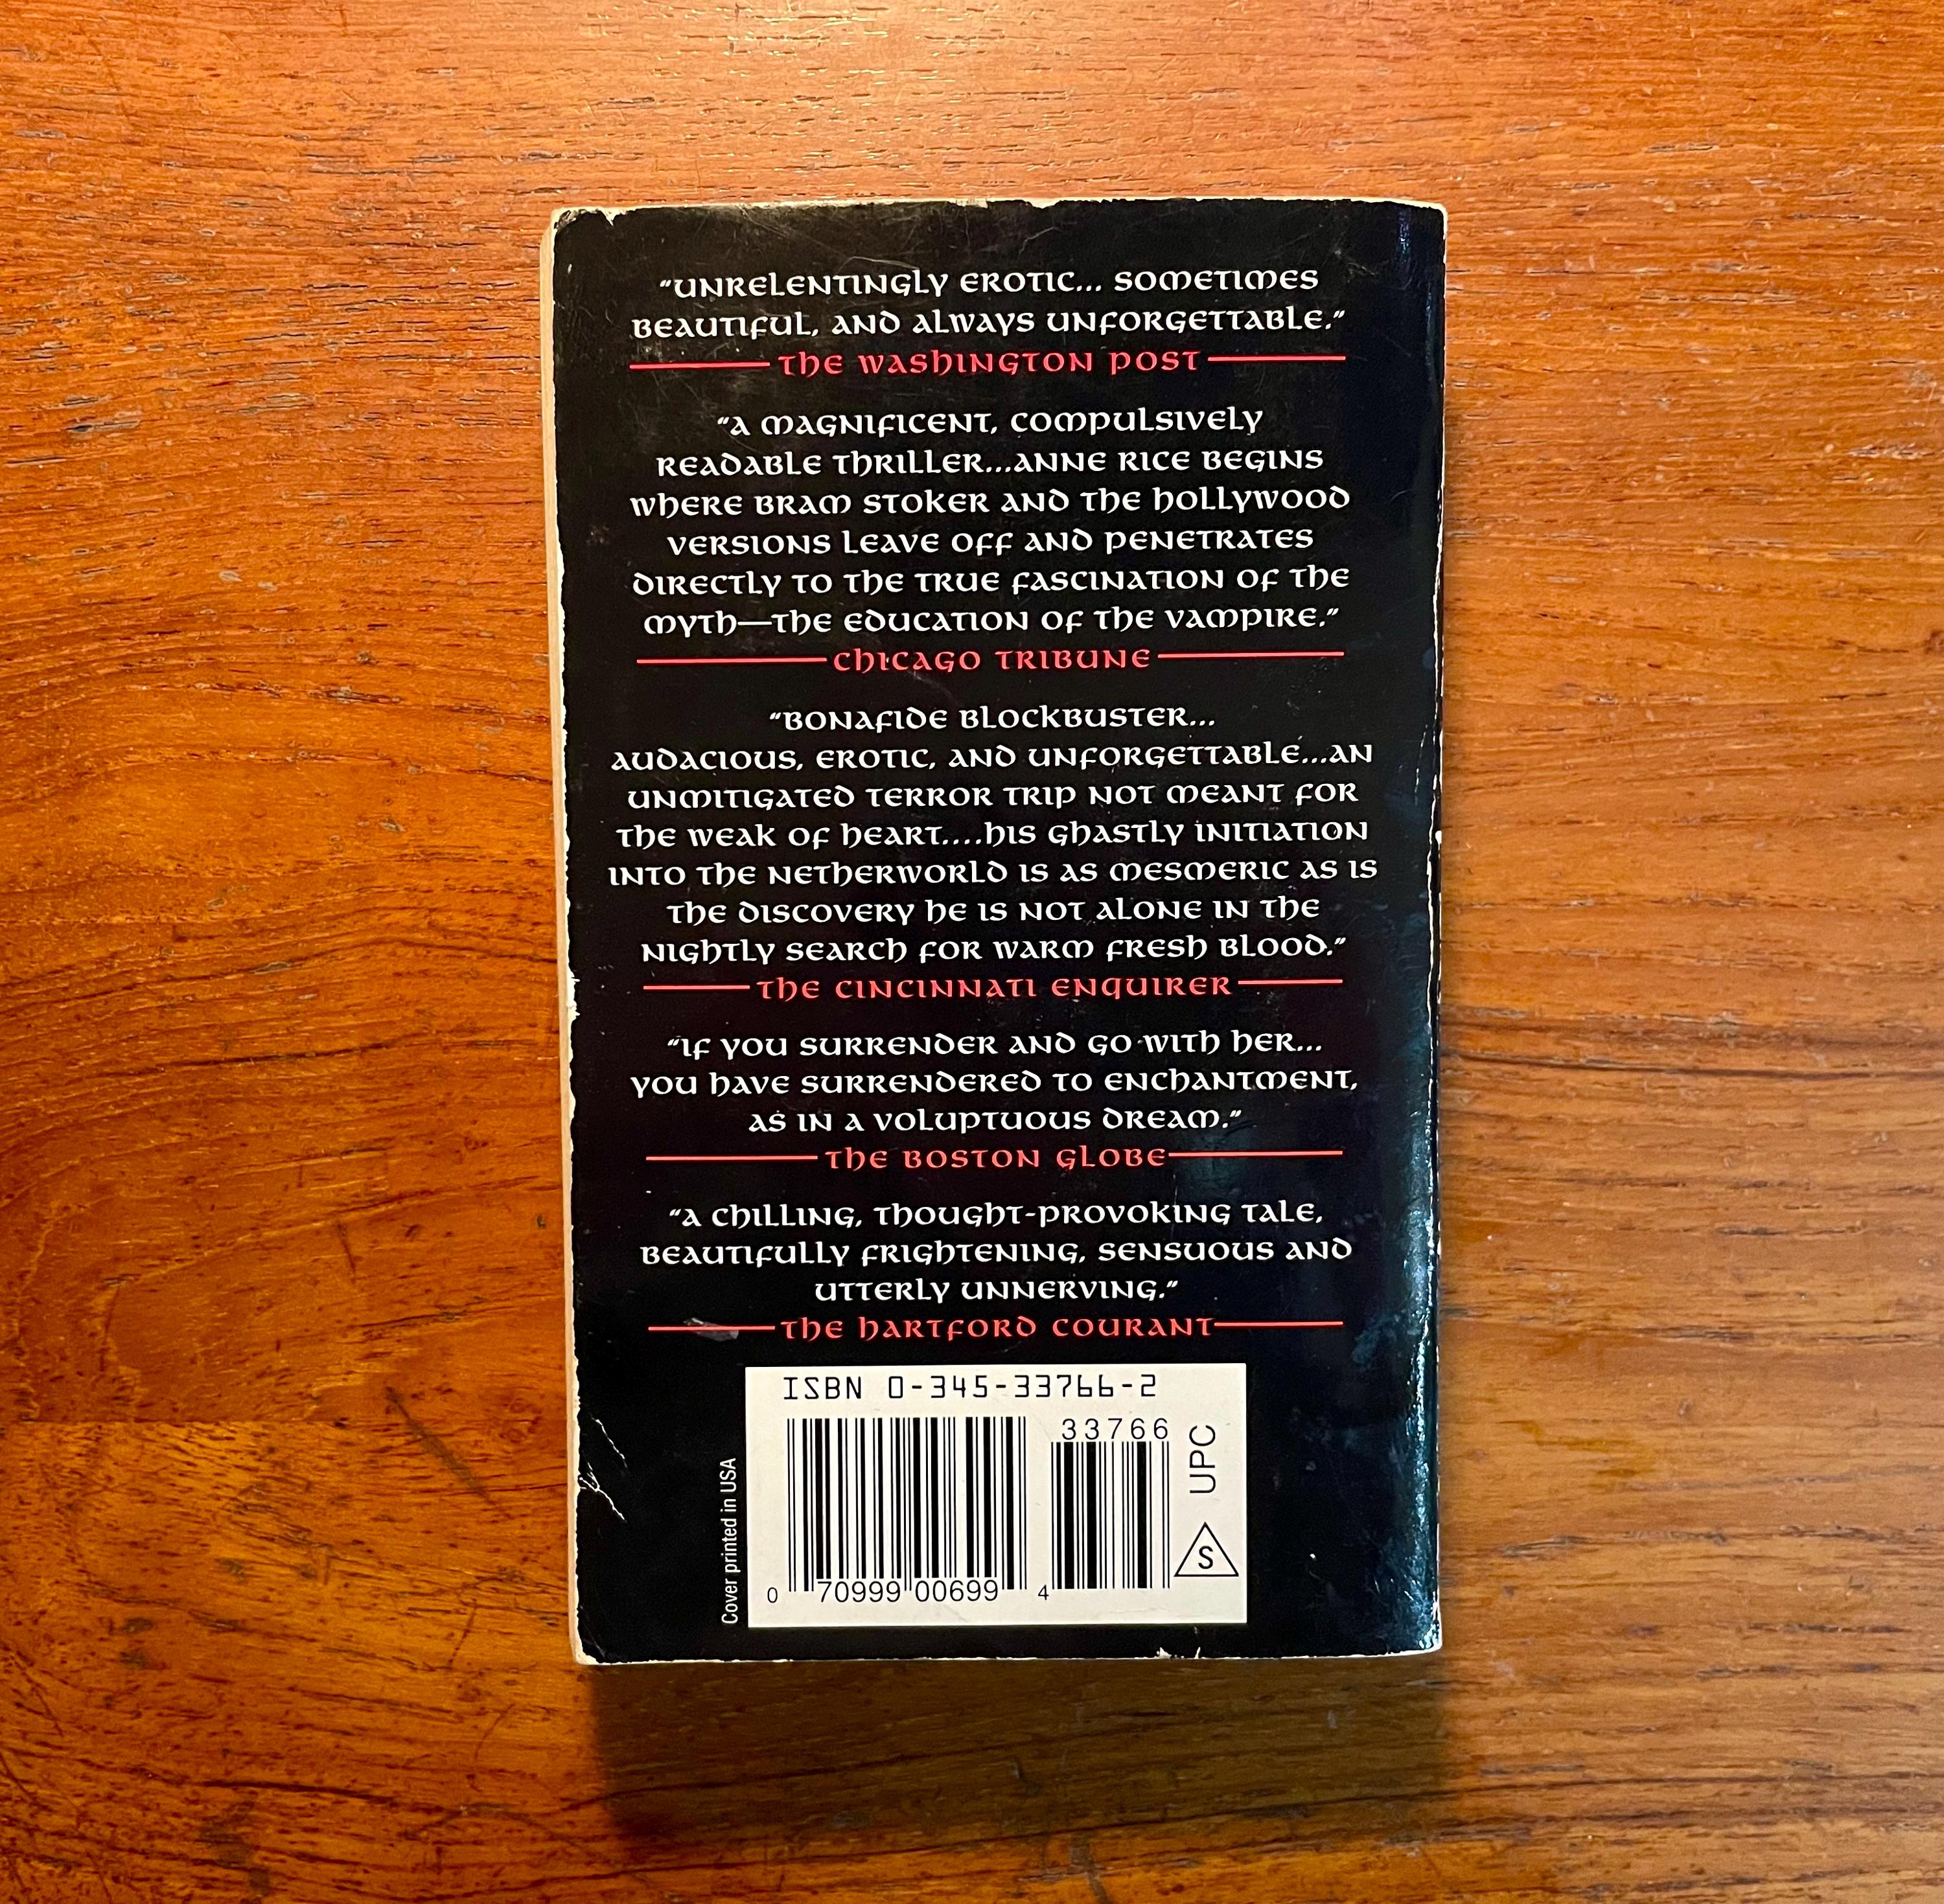 “UNRELENTINGLY EROTIC... SOMETIMES
BEAUTIFUL, AND ALWAYS UNFORGETTABLE.”
THE WASHINGTON POST
“A MAGNIFICENT, COMPULSIVELY
READABLE THRILLER...ANNE RICE BEGINS
WHERE BRAM STOKER AND THE HOLLYWOOD
VERSIONS LEAVE OFF AND PENETRATES
DIRECTLY TO THE TRUE FASCINATION OF THE
MYTH—THE EDUCATION OF THE VAMPIRE.”
CHICAGO TRIBUNE
“BONAFIDE BLOCKBUSTER...
AUDACIOUS, EROTIC, AND UNFORGETTABLE...AN
UNMITIGATED TERROR TRIP NOT MEANT FOR
THE WEAK OF HEART....HIS GHASTLY INITIATION
INTO THE NETHERWORLD IS AS MESMERIC AS IS
THE DISCOVERY HE IS NOT ALONE IN THE
NIGHTLY SEARCH FOR WARM FRESH BLOOD.”
THE CINCINNATI ENQUIRER
“IF YOU SURRENDER AND GO WITH HER...
YOU HAVE SURRENDERED TO ENCHANTMENT,
AS IN A VOLUPTUOUS DREAM.”
THE BOSTON GLOBE
“A CHILLING, THOUGHT-PROVOKING TALE,
BEAUTIFULLY FRIGHTENING, SENSUOUS AND
UTTERLY UNNERVING.”
THE HARTFORD COURANT
ISBN 0-345-33766-2
33766
0 70999 00699 4
UPC
S
Cover printed in USA